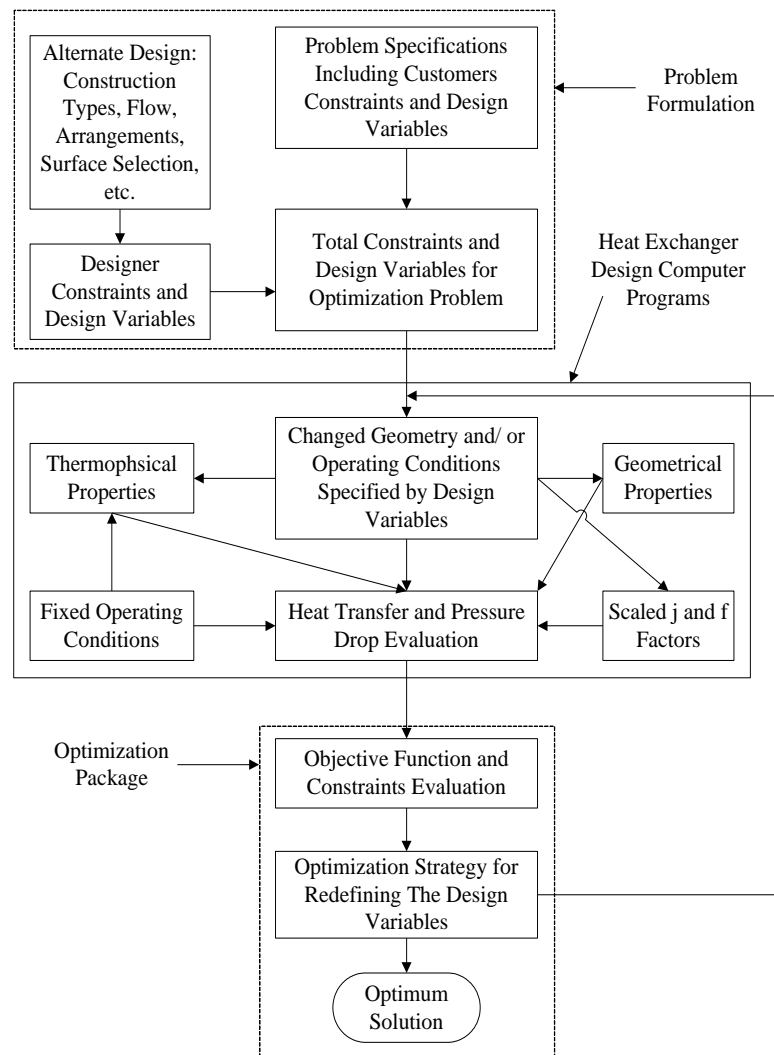 Alternate Design:
Construction
Types, Flow,
Arrangements,
Surface Selection,
etc.
Problem Specifications
Including Customers
Constraints and Design
Variables
Problem
Formulation
Designer
Constraints and
Design Variables
Total Constraints and
Design Variables for
Optimization Problem
Heat Exchanger
Design Computer
Programs
Thermophsical
Properties
Changed Geometry and/ or
Operating Conditions
Specified by Design
Variables
Geometrical
Properties
Fixed Operating
Conditions
Heat Transfer and Pressure
Drop Evaluation
Scaled j and f
Factors
Optimization
Package
Objective Function and
Constraints Evaluation
Optimization Strategy for
Redefining The Design
Variables
Optimum
Solution